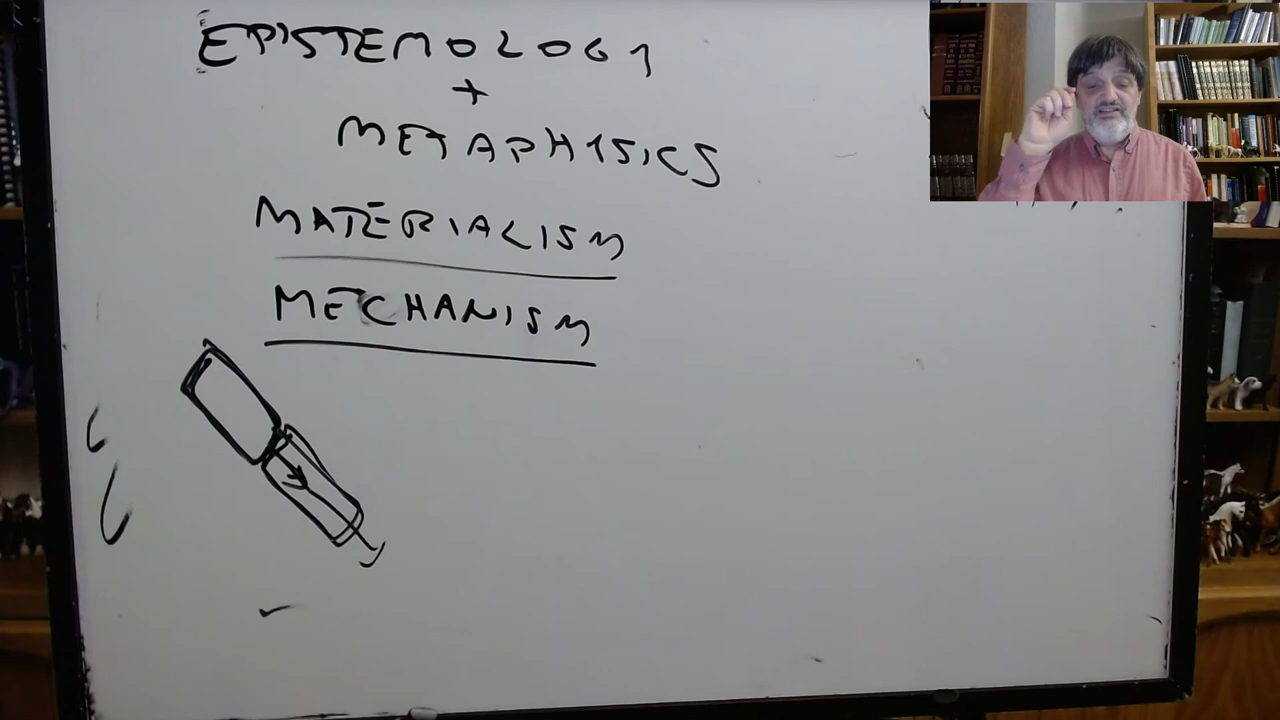 EPISTEMOLOGY
+
METAPHYSICS
MATERIALISM
MECHANISM